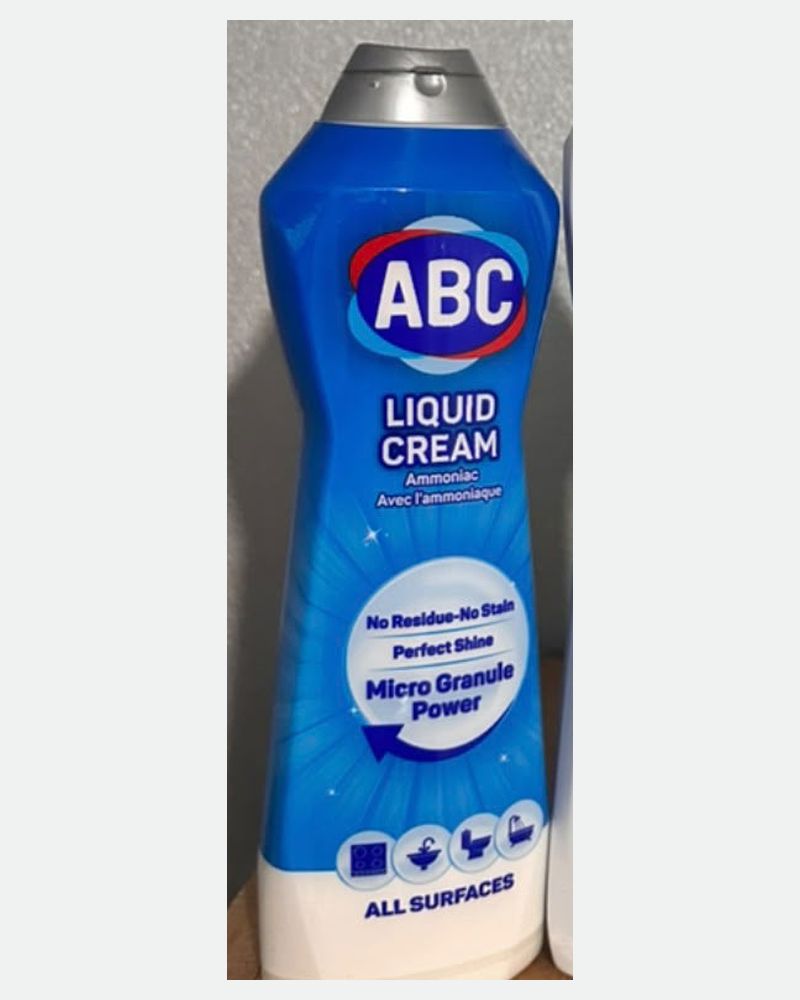 ABC
LIQUID
CREAM
Ammoniac
Avec l'ammoniaque
No Residue-No Stain
Perfect Shine
Micro Granule
Power
ALL SURFACES